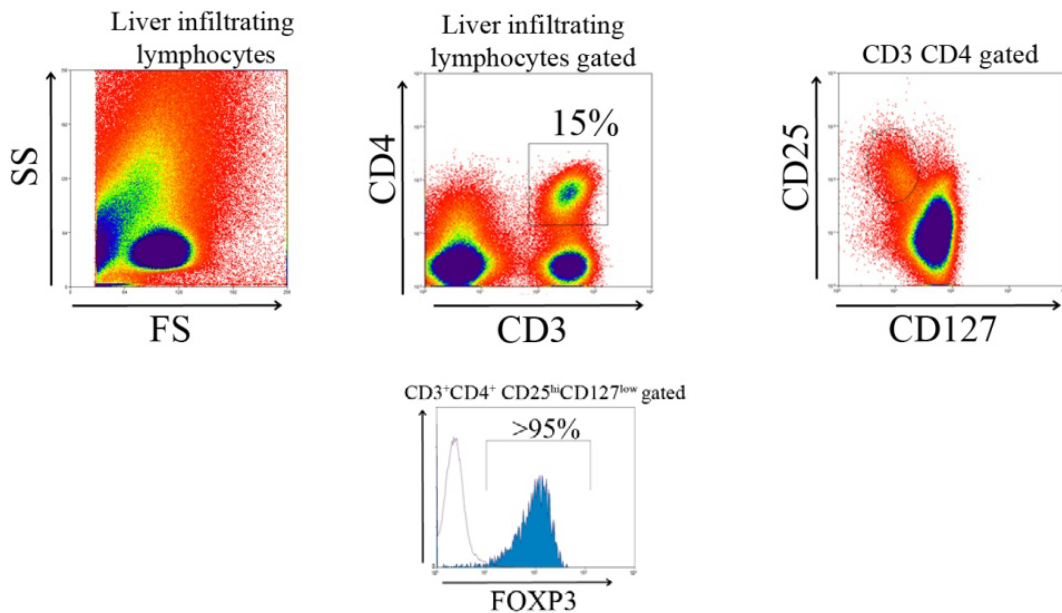 Liver infiltrating
lymphocytes
SS
FS
Liver infiltrating
lymphocytes gated
CD4
15%
CD3
CD3 CD4 gated
CD25
CD127
CD3⁺CD4⁺ CD25ʰⁱCD127ˡᵒʷ gated
>95%
FOXP3